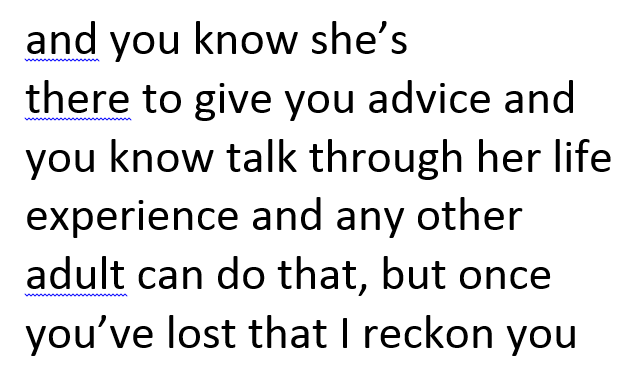 and you know she’s
there to give you advice and
you know talk through her life
experience and any other
adult can do that, but once
you’ve lost that I reckon you